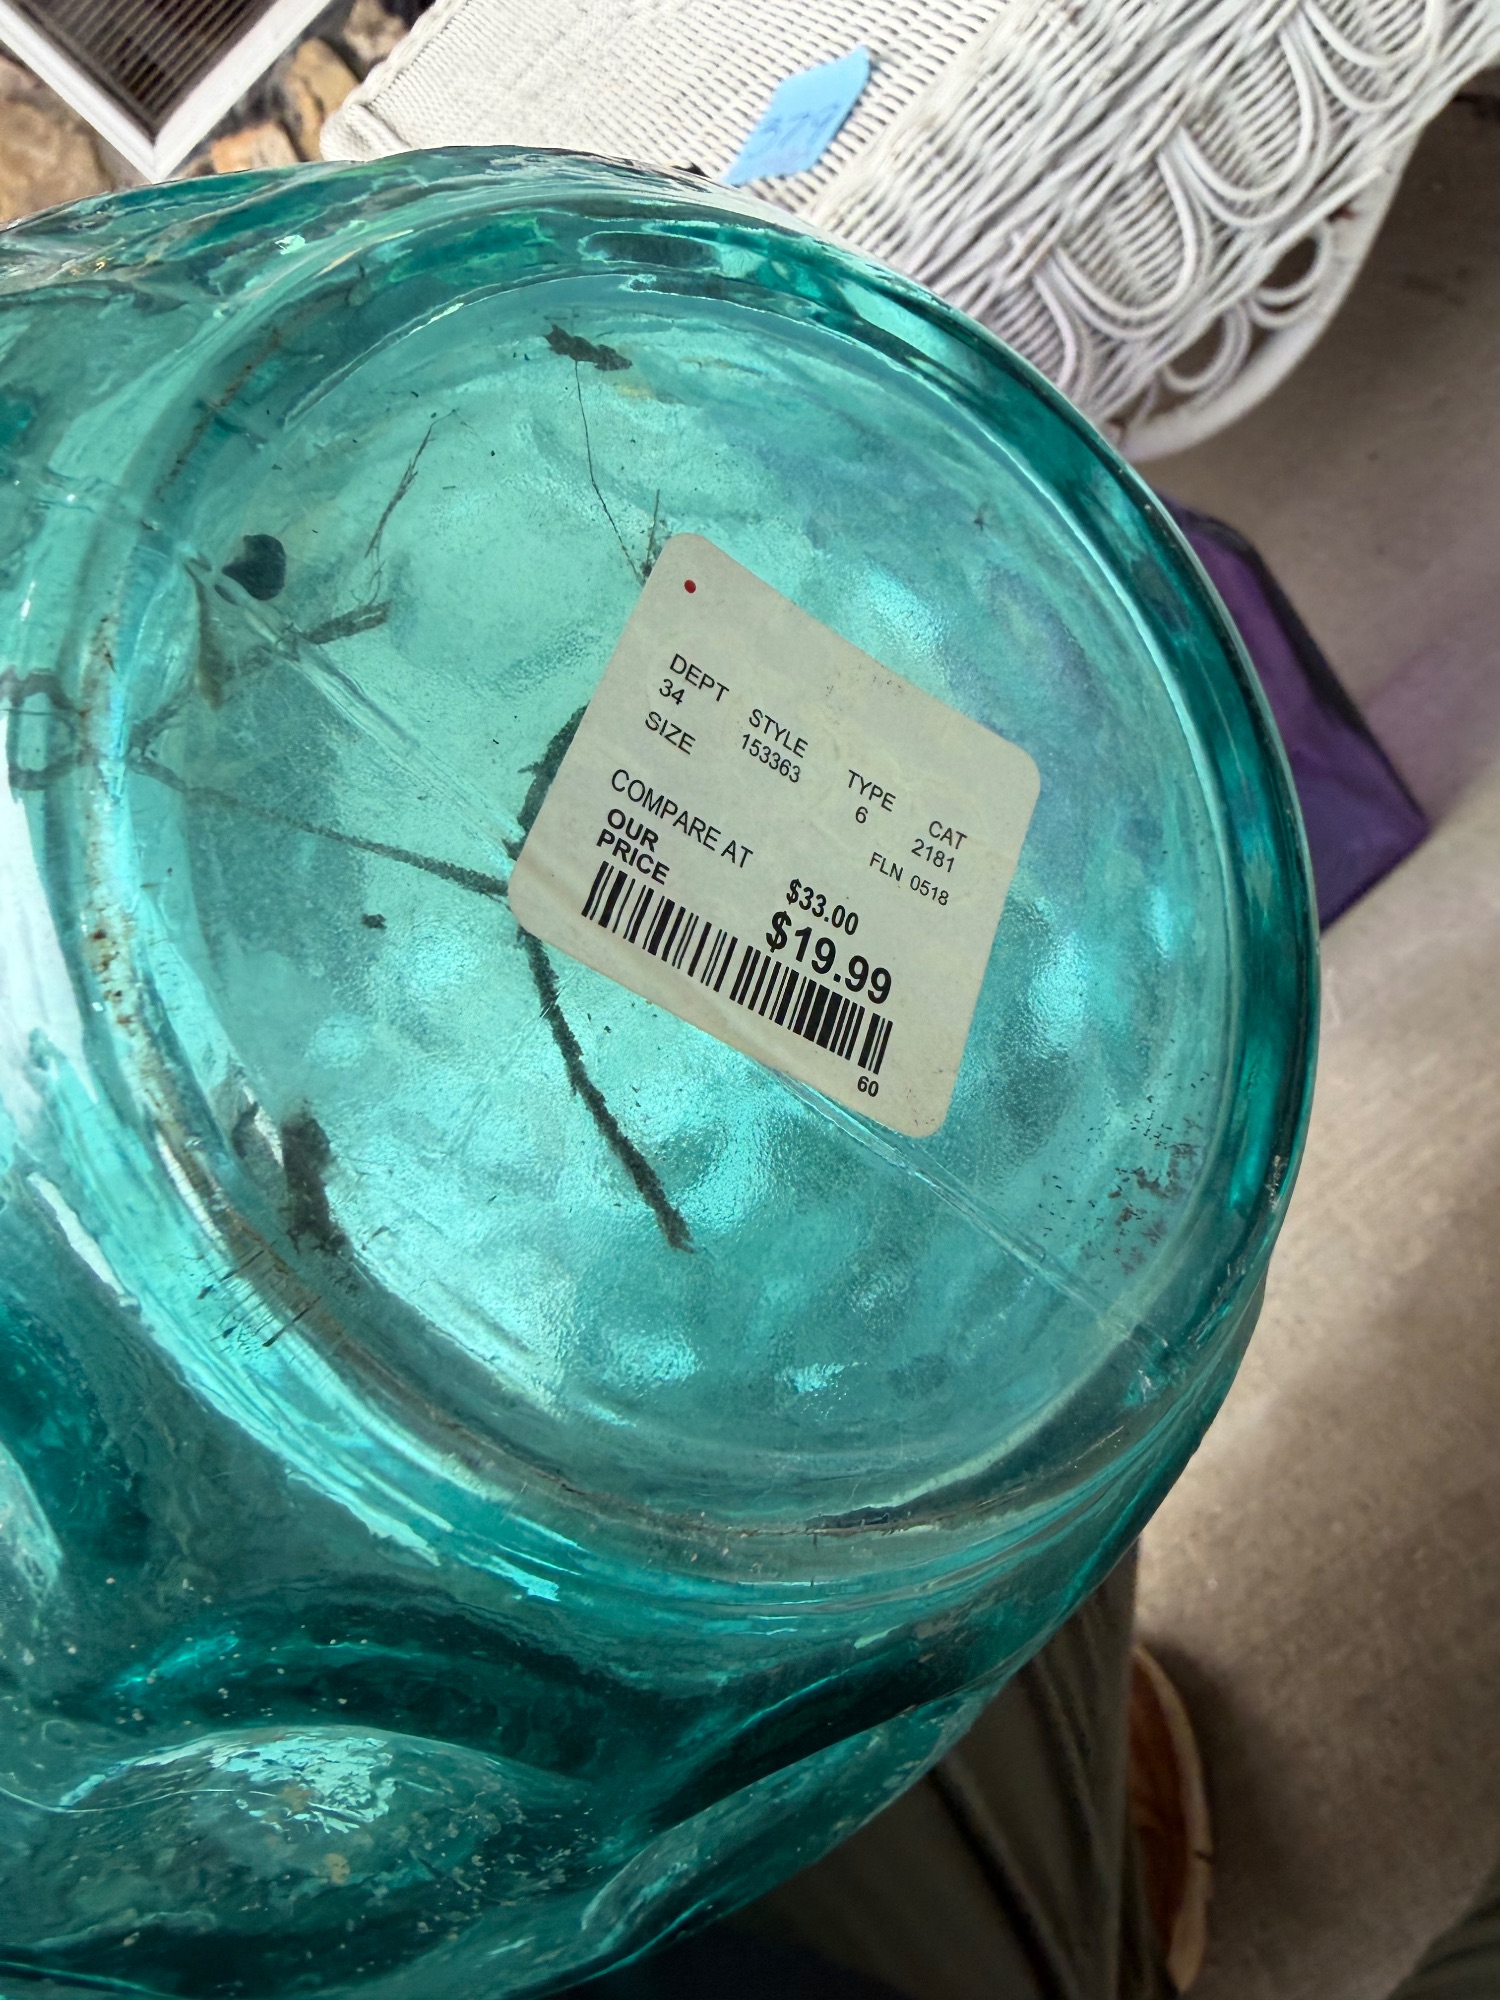 DEPT STYLE TYPE CAT
34 153363 6 2181
SIZE FLN 0518
COMPARE AT $33.00
OUR
PRICE $19.99
60